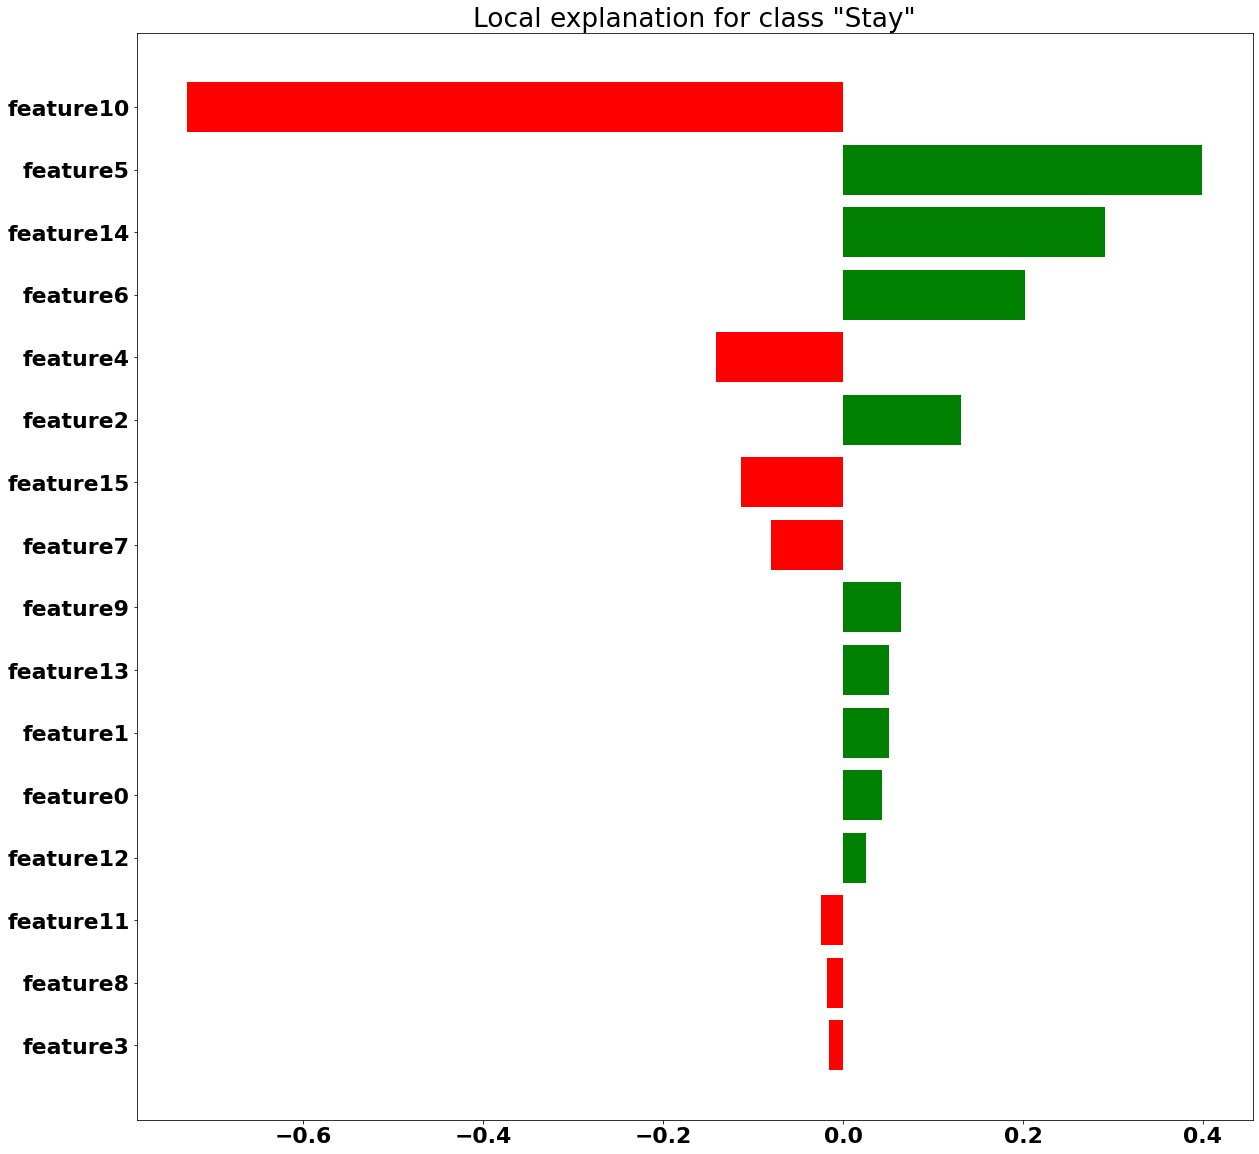 Local explanation for class "Stay"
feature10
feature5
feature14
feature6
feature4
feature2
feature15
feature7
feature9
feature13
feature1
feature0
feature12
feature11
feature8
feature3
−0.6 −0.4 −0.2 0.0 0.2 0.4